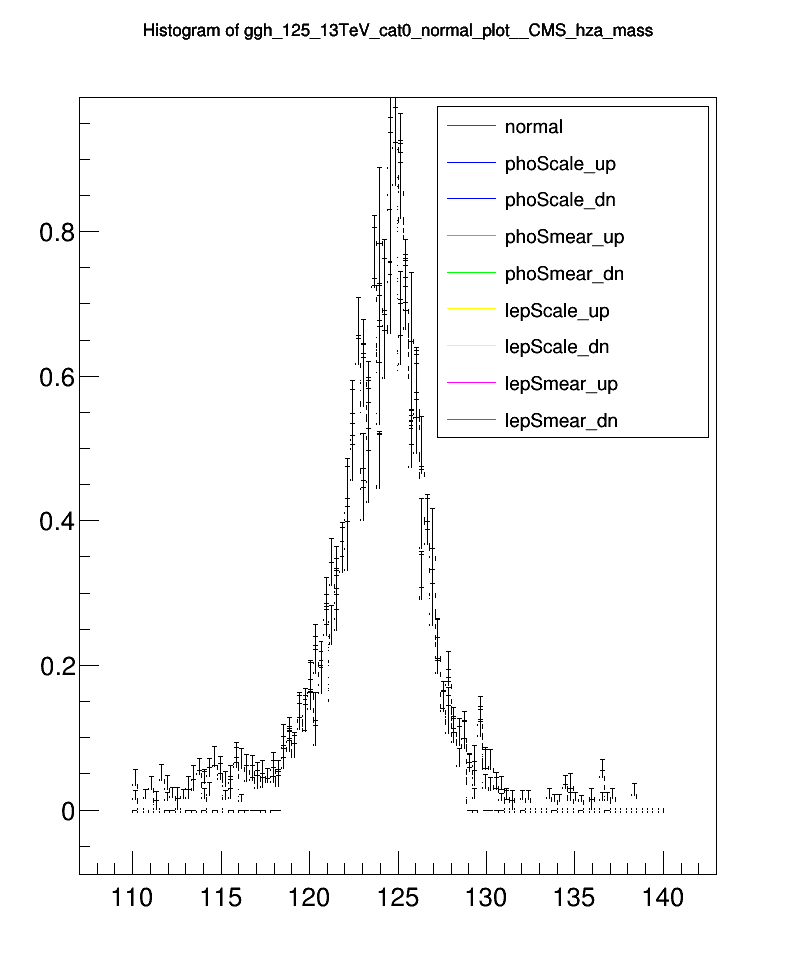 Histogram of ggh_125_13TeV_cat0_normal_plot__CMS_hza_mass
normal
phoScale_up
phoScale_dn
phoSmear_up
phoSmear_dn
lepScale_up
lepScale_dn
lepSmear_up
lepSmear_dn
0.8
0.6
0.4
0.2
0
110 115 120 125 130 135 140